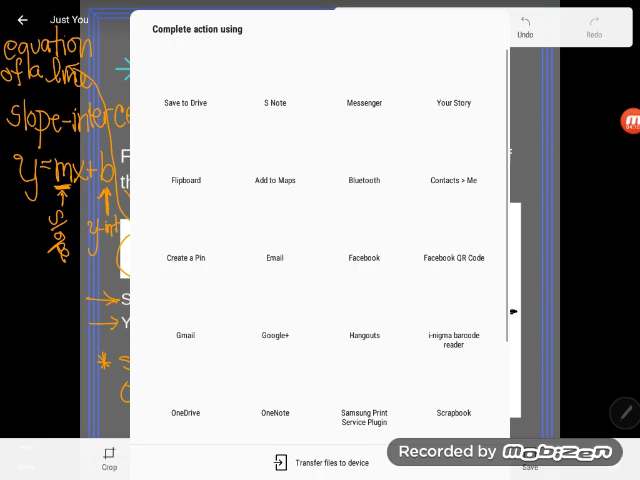 Just You
Complete action using
Undo
Redo
equation
of a line
slope-interce
y=mx+b
slope
y-int
Save to Drive
S Note
Messenger
Your Story
Flipboard
Add to Maps
Bluetooth
Contacts > Me
Create a Pin
Email
Facebook
Facebook QR Code
Gmail
Google+
Hangouts
i-nigma barcode
reader
OneDrive
OneNote
Samsung Print
Service Plugin
Scrapbook
04:10
Crop
Transfer files to device
Recorded by mobizen
Save